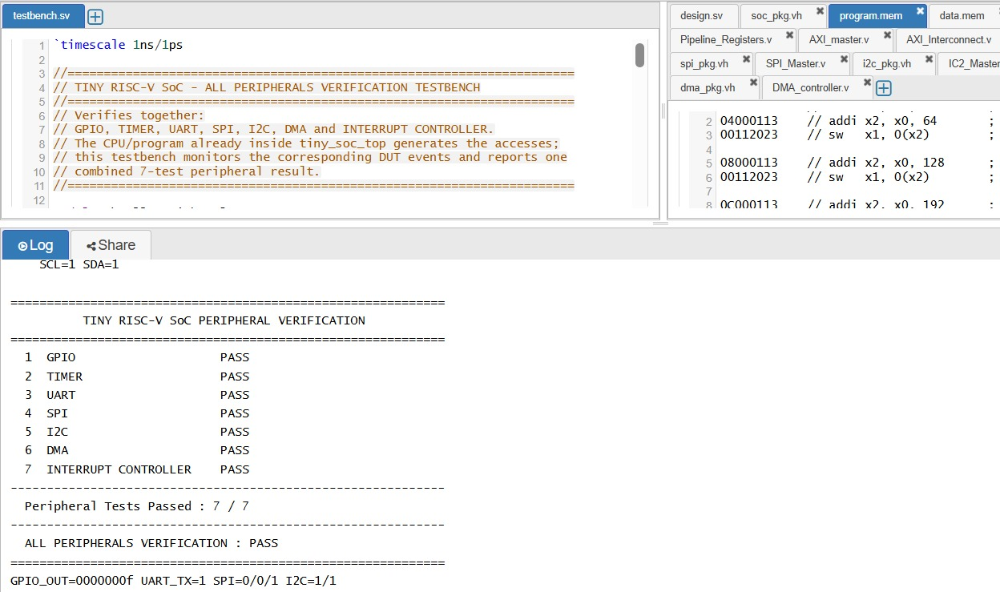 testbench.sv
1 `timescale 1ns/1ps
2
3 //======================================================================
4 // TINY RISC-V SoC - ALL PERIPHERALS VERIFICATION TESTBENCH
5 //======================================================================
6 // Verifies together:
7 // GPIO, TIMER, UART, SPI, I2C, DMA and INTERRUPT CONTROLLER.
8 // The CPU/program already inside tiny_soc_top generates the accesses;
9 // this testbench monitors the corresponding DUT events and reports one
10 // combined 7-test peripheral result.
11 //======================================================================
12
design.sv soc_pkg.vh program.mem data.mem
Pipeline_Registers.v AXI_master.v AXI_Interconnect.v
spi_pkg.vh SPI_Master.v i2c_pkg.vh IC2_Master
dma_pkg.vh DMA_controller.v
2 04000113 // addi x2, x0, 64 ;
3 00112023 // sw x1, 0(x2) ;
4
5 08000113 // addi x2, x0, 128 ;
6 00112023 // sw x1, 0(x2) ;
7
8 0C000113 // addi x2, x0, 192 ;
Log Share
SCL=1 SDA=1
============================================================
TINY RISC-V SoC PERIPHERAL VERIFICATION
============================================================
1 GPIO PASS
2 TIMER PASS
3 UART PASS
4 SPI PASS
5 I2C PASS
6 DMA PASS
7 INTERRUPT CONTROLLER PASS
------------------------------------------------------------
Peripheral Tests Passed : 7 / 7
------------------------------------------------------------
ALL PERIPHERALS VERIFICATION : PASS
============================================================
GPIO_OUT=0000000f UART_TX=1 SPI=0/0/1 I2C=1/1